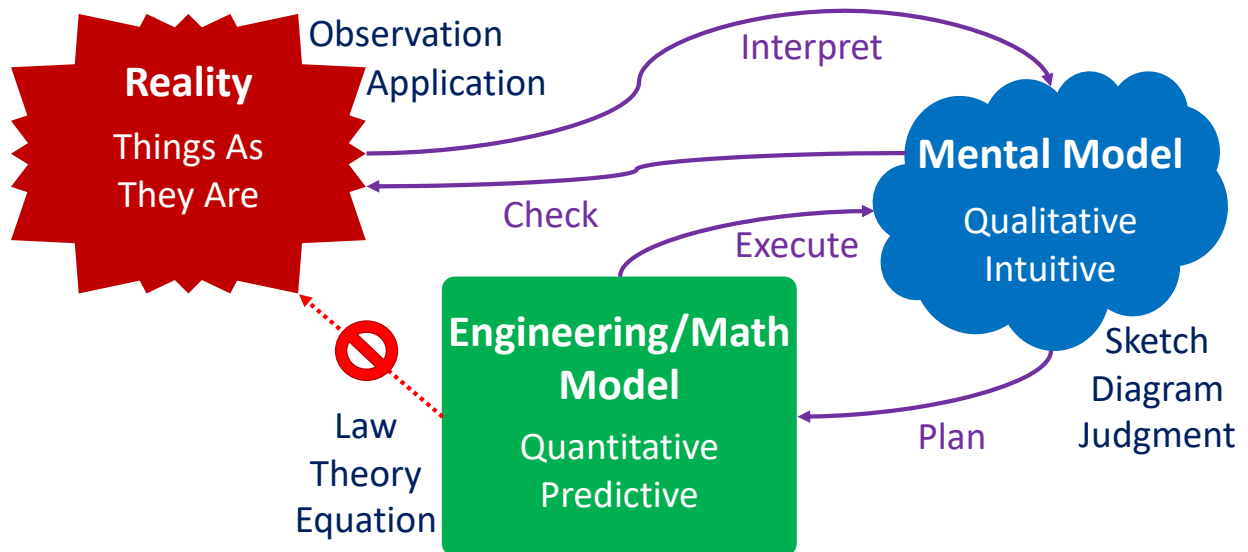 Reality
Things As
They Are
Observation
Application
Interpret
Mental Model
Qualitative
Intuitive
Check
Execute
Engineering/Math
Model
Quantitative
Predictive
Sketch
Diagram
Judgment
Plan
Law
Theory
Equation